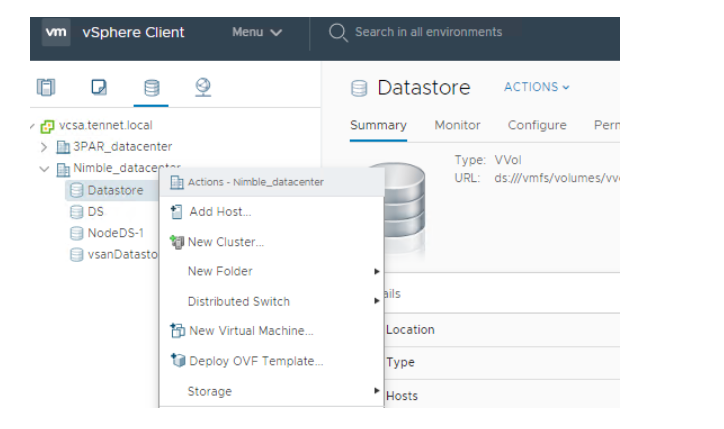 vm vSphere Client Menu Search in all environments
Datastore ACTIONS
vcsa.tennet.local
3PAR_datacenter
Nimble_datacenter
Datastore
DS
NodeDS-1
vsanDatasto
Summary Monitor Configure Perm
Type: VVol
URL: ds:///vmfs/volumes/vv
Actions - Nimble_datacenter
Add Host...
New Cluster...
New Folder
Distributed Switch
New Virtual Machine...
Deploy OVF Template...
Storage
ails
Location
Type
Hosts